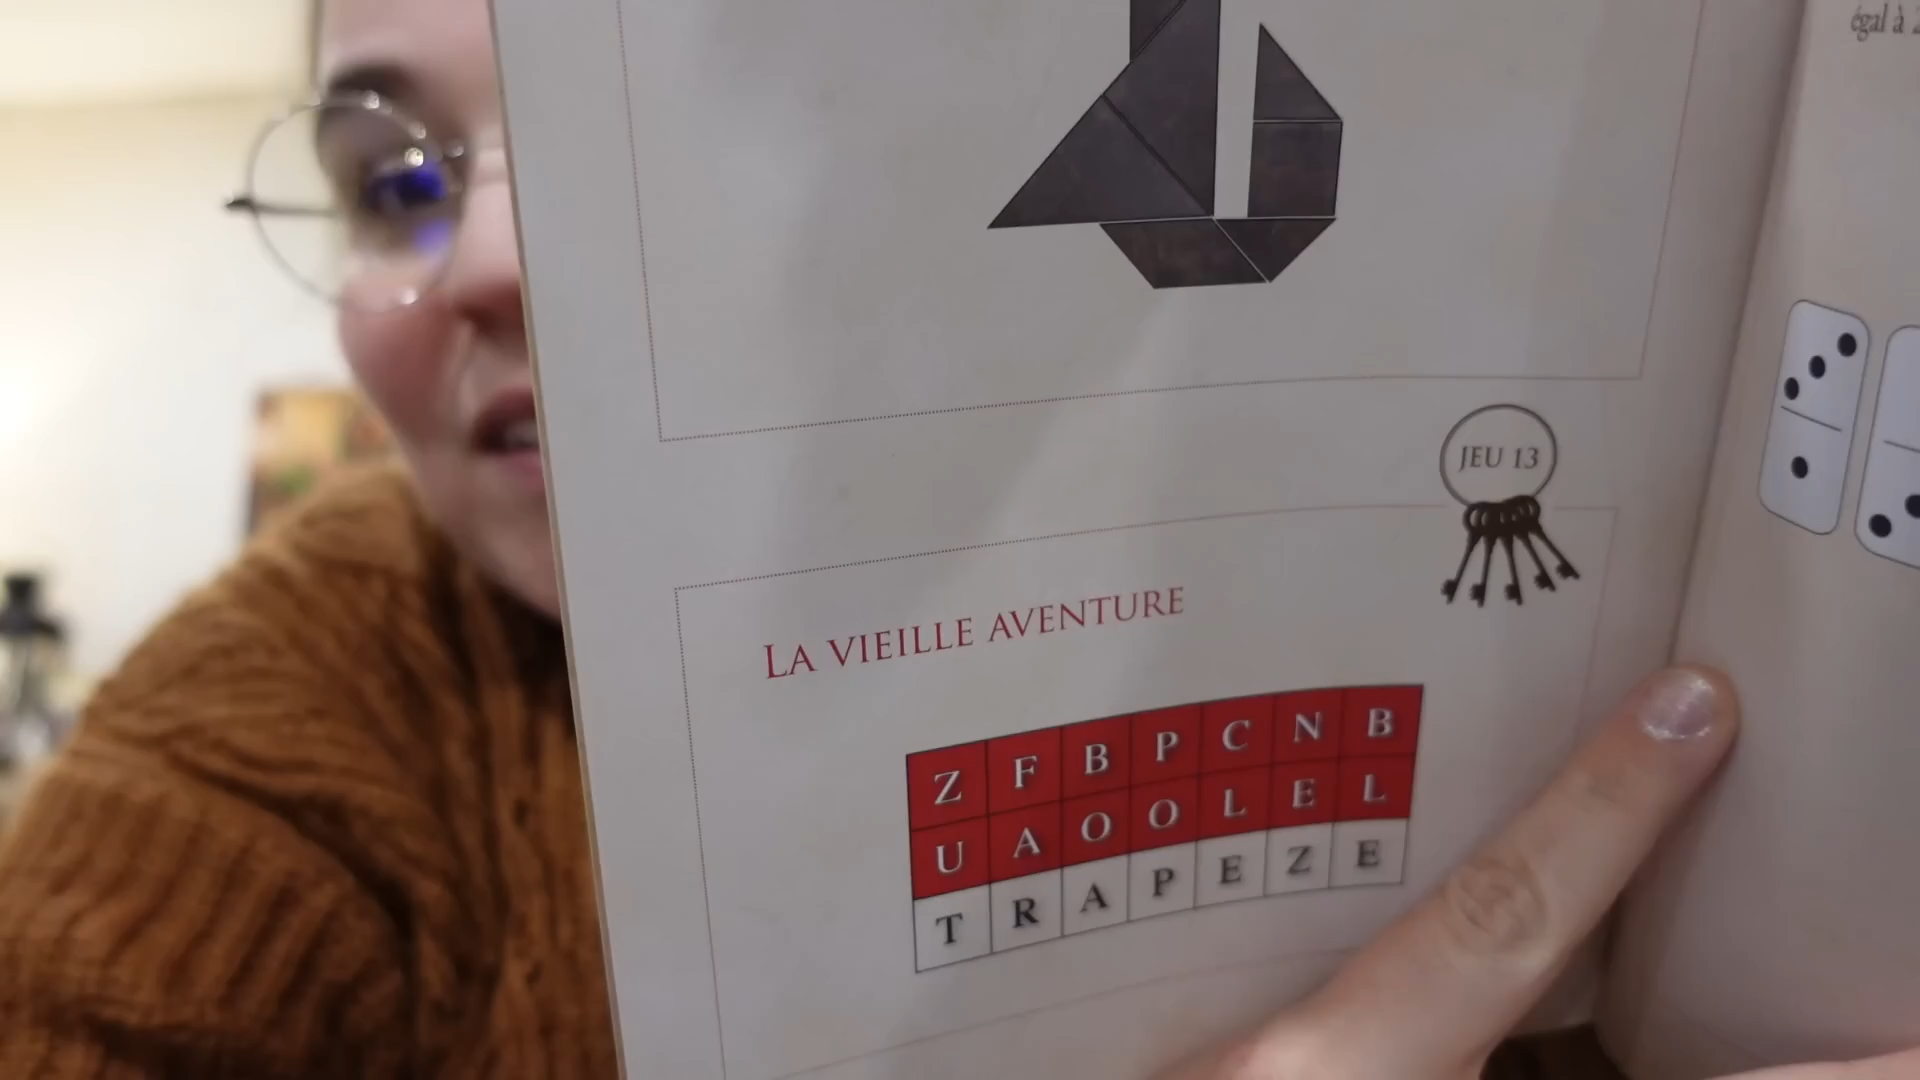 égal à 2
JEU 13
LA VIEILLE AVENTURE
Z F B P C N B
U A O O L E L
T R A P E Z E